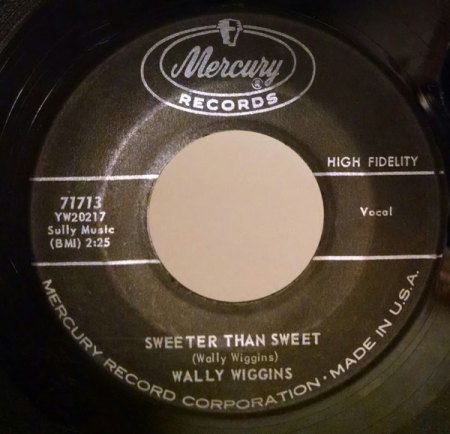 Mercury®
RECORDS
HIGH FIDELITY
71713
YW20217
Sully Music
(BMI) 2:25
Vocal
SWEETER THAN SWEET
(Wally Wiggins)
WALLY WIGGINS
MERCURY RECORD CORPORATION · MADE IN U.S.A.